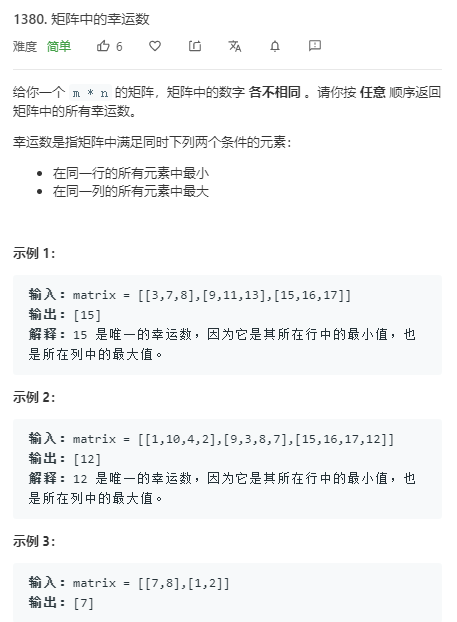 1380. 矩阵中的幸运数
难度 简单 6
给你一个 m * n 的矩阵，矩阵中的数字 各不相同 。请你按 任意 顺序返回
矩阵中的所有幸运数。
幸运数是指矩阵中满足同时下列两个条件的元素：
• 在同一行的所有元素中最小
• 在同一列的所有元素中最大
示例 1：
输入：matrix = [[3,7,8],[9,11,13],[15,16,17]]
输出：[15]
解释：15 是唯一的幸运数，因为它是其所在行中的最小值，也
是所在列中的最大值。
示例 2：
输入：matrix = [[1,10,4,2],[9,3,8,7],[15,16,17,12]]
输出：[12]
解释：12 是唯一的幸运数，因为它是其所在行中的最小值，也
是所在列中的最大值。
示例 3：
输入：matrix = [[7,8],[1,2]]
输出：[7]